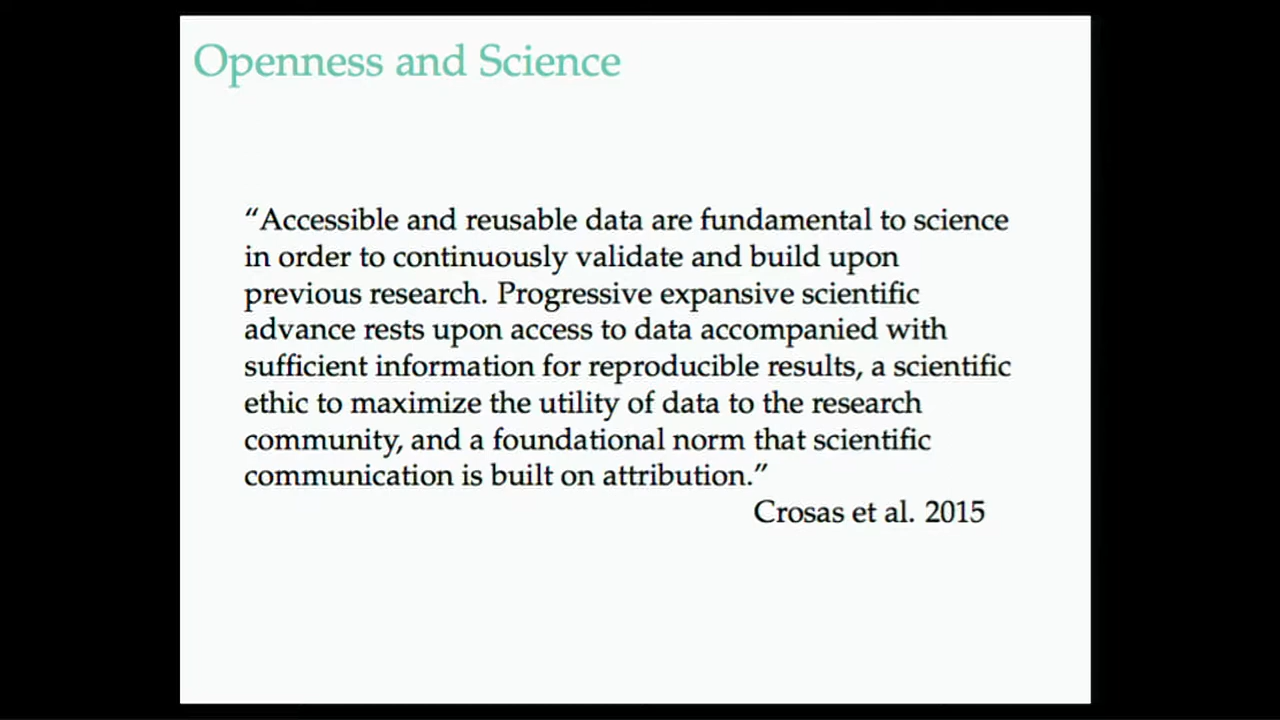 Openness and Science
“Accessible and reusable data are fundamental to science
in order to continuously validate and build upon
previous research. Progressive expansive scientific
advance rests upon access to data accompanied with
sufficient information for reproducible results, a scientific
ethic to maximize the utility of data to the research
community, and a foundational norm that scientific
communication is built on attribution.”
Crosas et al. 2015